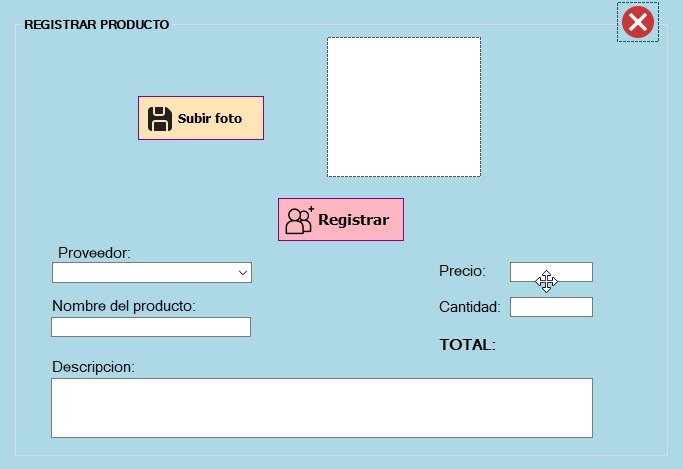 REGISTRAR PRODUCTO
Subir foto
Registrar
Proveedor:
Precio:
Nombre del producto:
Cantidad:
TOTAL:
Descripcion: